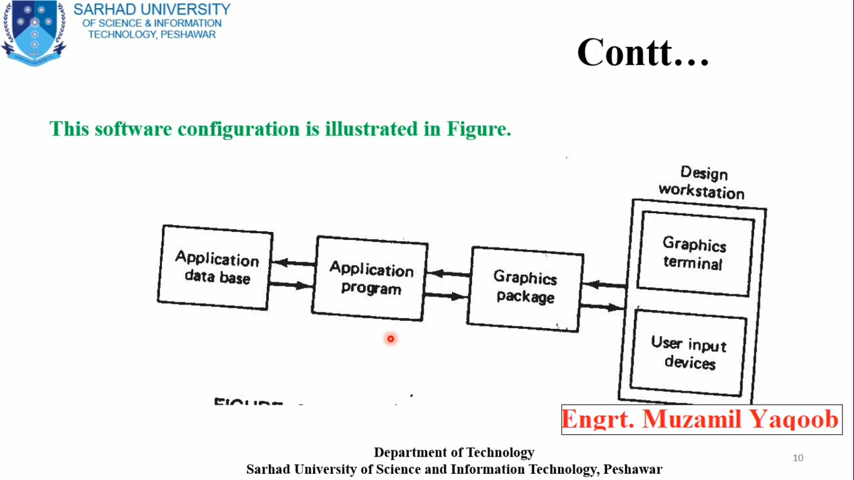 SARHAD UNIVERSITY
OF SCIENCE & INFORMATION
TECHNOLOGY, PESHAWAR
Contt…
This software configuration is illustrated in Figure.
Design
workstation
Application
data base
Application
program
Graphics
package
Graphics
terminal
User input
devices
Engrt. Muzamil Yaqoob
Department of Technology
Sarhad University of Science and Information Technology, Peshawar
10